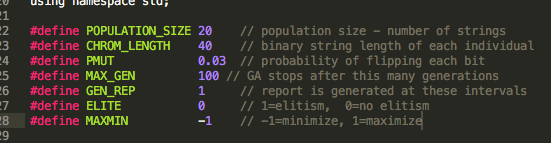 20 using namespace std;
22 #define POPULATION_SIZE 20 // population size - number of strings
23 #define CHROM_LENGTH 40 // binary string length of each individual
24 #define PMUT 0.03 // probability of flipping each bit
25 #define MAX_GEN 100 // GA stops after this many generations
26 #define GEN_REP 1 // report is generated at these intervals
27 #define ELITE 0 // 1=elitism, 0=no elitism
28 #define MAXMIN -1 // -1=minimize, 1=maximize
29